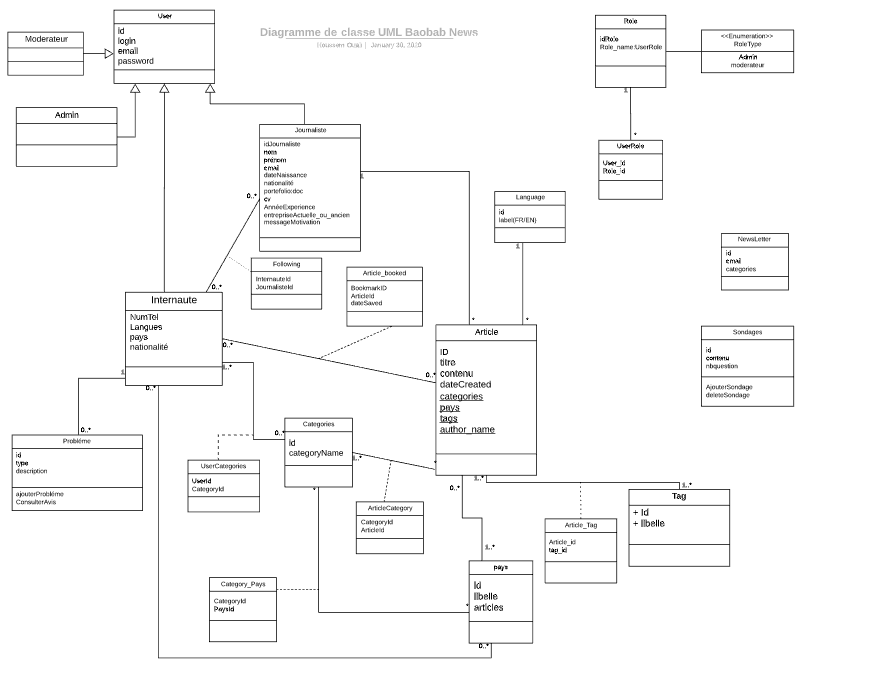 Diagramme de classe UML Baobab News
January 30, 2020
User
id
login
email
password
Moderateur
Admin
Journaliste
idJournaliste
nom
prénom
email
dateNaissance
nationalité
portefolio:doc
cv
AnnéeExperience
entrepriseActuelle_ou_ancien
messageMotivation
Role
idRole
Role_name:UserRole
<<Enumeration>>
RoleType
Admin
moderateur
1
*
UserRole
User_id
Role_id
1
Language
id
label(FR/EN)
1
*
*
NewsLetter
id
email
categories
Sondages
id
contenu
nbquestion
AjouterSondage
deleteSondage
0..*
0..*
Following
InternauteId
JournalisteId
Article_booked
BookmarkID
ArticleId
dateSaved
Internaute
NumTel
Langues
pays
nationalité
0..*
0..*
1..*
1
0..*
Article
ID
titre
contenu
dateCreated
categories
pays
tags
author_name
0..*
Probléme
id
type
description
ajouterProbléme
ConsulterAvis
0..*
Categories
id
categoryName
1..*
*
UserCategories
UserId
CategoryId
ArticleCategory
CategoryId
ArticleId
0..*
1..*
1..*
Tag
+ id
+ libelle
Article_Tag
Article_id
tag_id
1..*
pays
id
libelle
articles
*
0..*
Category_Pays
CategoryId
PaysId